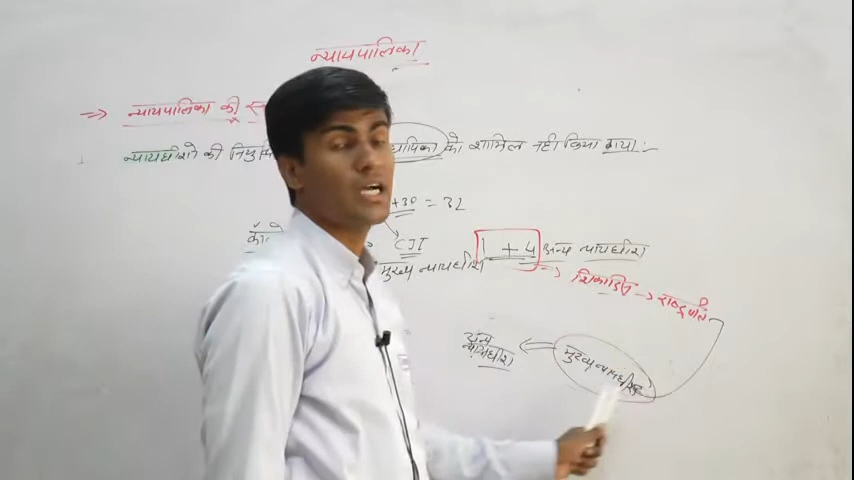 न्यायपालिका
=> न्यायपालिका की
न्यायधीशो की को शामिल नही किया गया :-
+30 = 32
CJI
मुख्य न्यायधीश 1 + 4 अन्य न्यायधीश
-> राष्ट्रपति
अन्य न्यायधीश <= मुख्य न्यायधीश